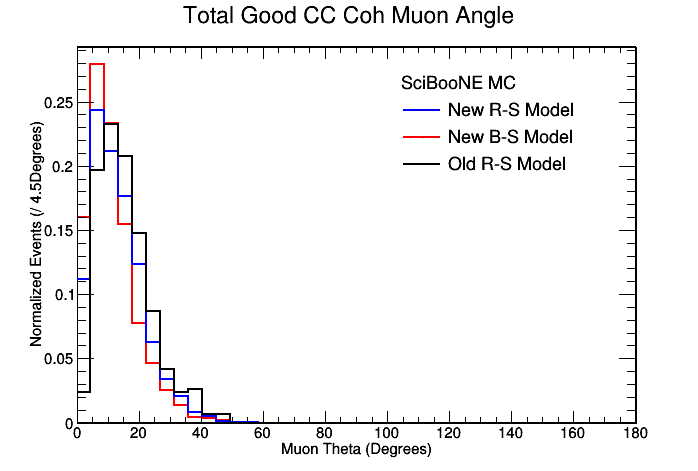 Total Good CC Coh Muon Angle
SciBooNE MC
New R-S Model
New B-S Model
Old R-S Model
Normalized Events (/ 4.5Degrees)
0.25
0.2
0.15
0.1
0.05
0
0 20 40 60 80 100 120 140 160 180
Muon Theta (Degrees)